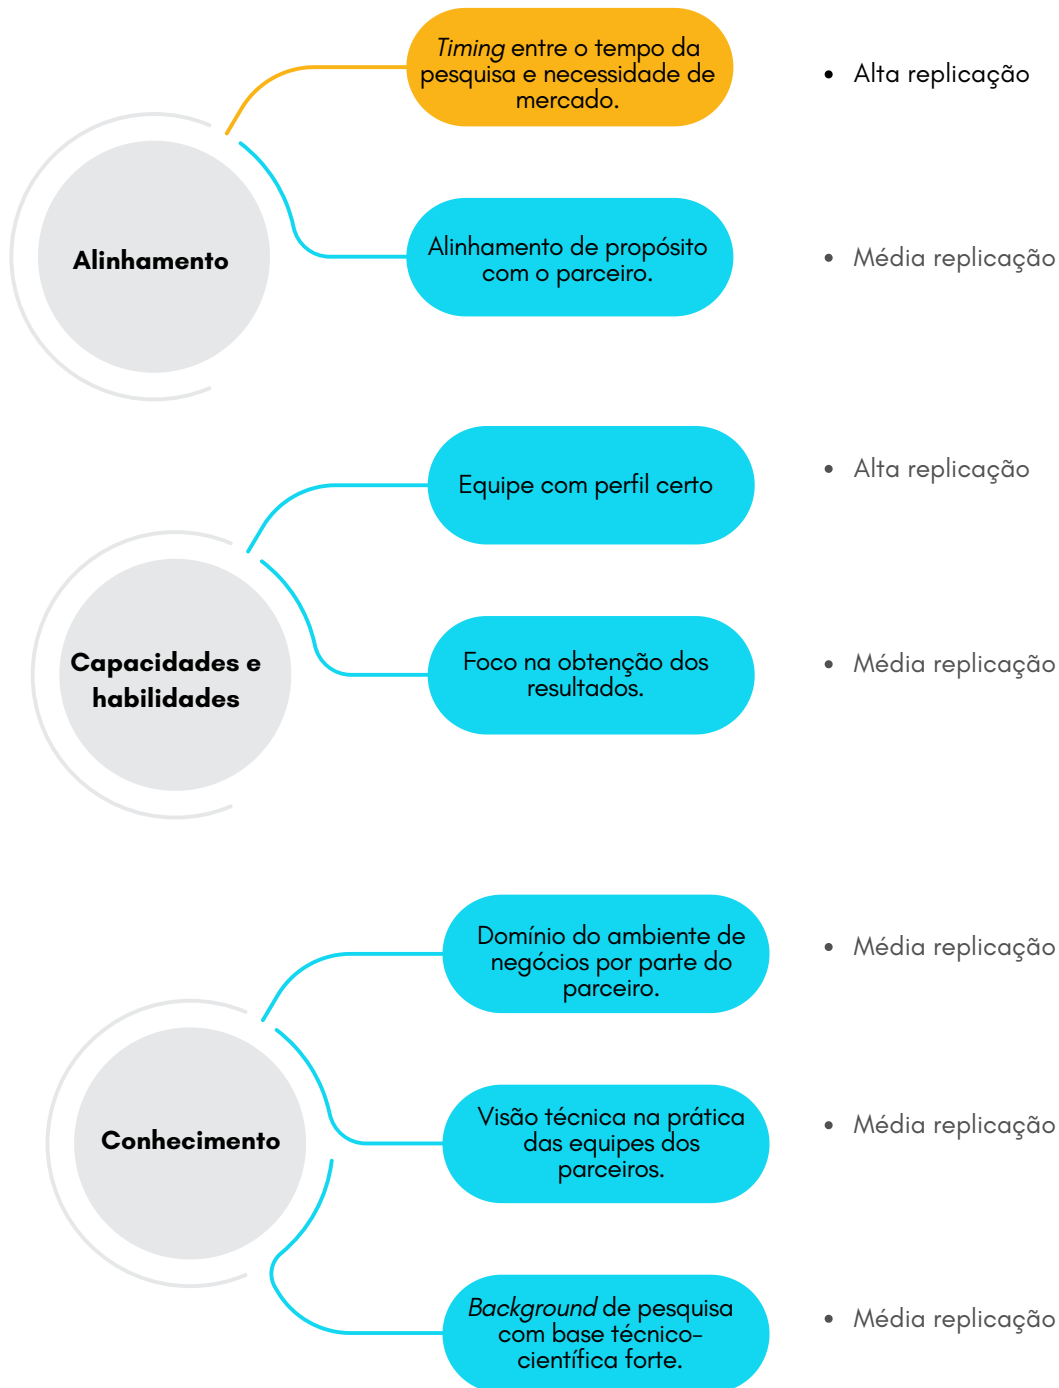 Timing entre o tempo da
pesquisa e necessidade de
mercado.
• Alta replicação
Alinhamento
Alinhamento de propósito
com o parceiro.
• Média replicação
Equipe com perfil certo
• Alta replicação
Capacidades e
habilidades
Foco na obtenção dos
resultados.
• Média replicação
Domínio do ambiente de
negócios por parte do
parceiro.
• Média replicação
Conhecimento
Visão técnica na prática
das equipes dos
parceiros.
• Média replicação
Background de pesquisa
com base técnico-
científica forte.
• Média replicação